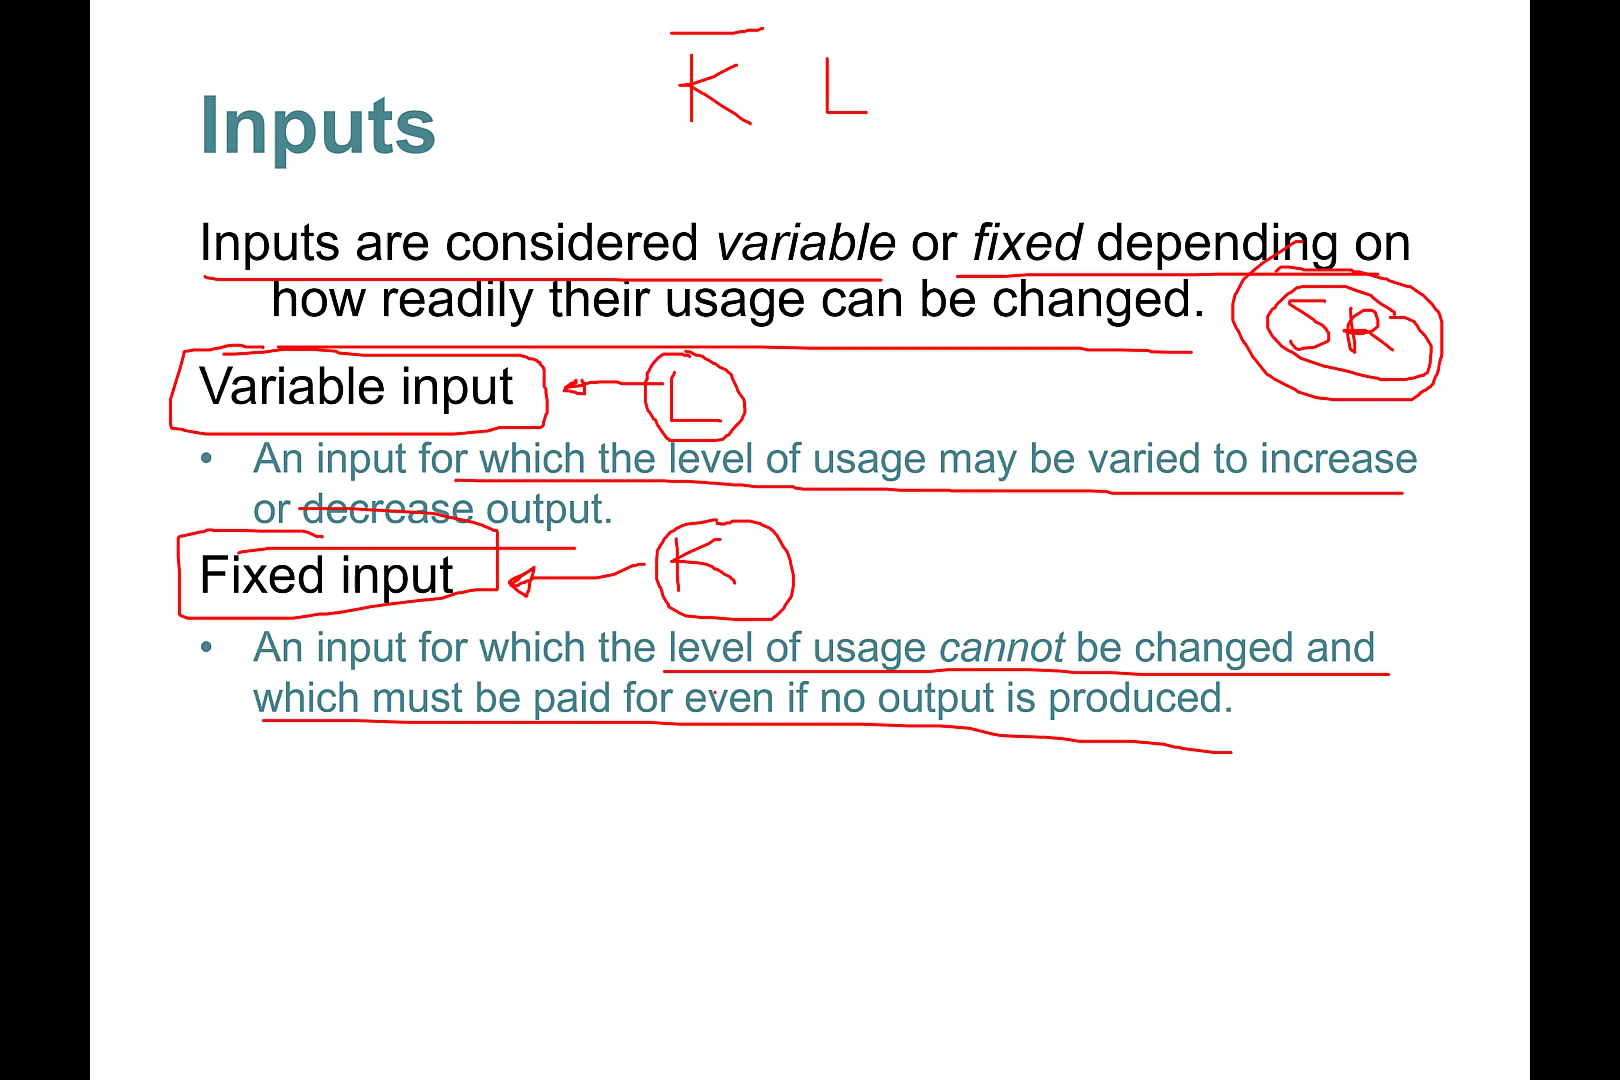 K L
Inputs
Inputs are considered variable or fixed depending on
how readily their usage can be changed.
SR
Variable input
L
• An input for which the level of usage may be varied to increase
or decrease output.
Fixed input
K
• An input for which the level of usage cannot be changed and
which must be paid for even if no output is produced.